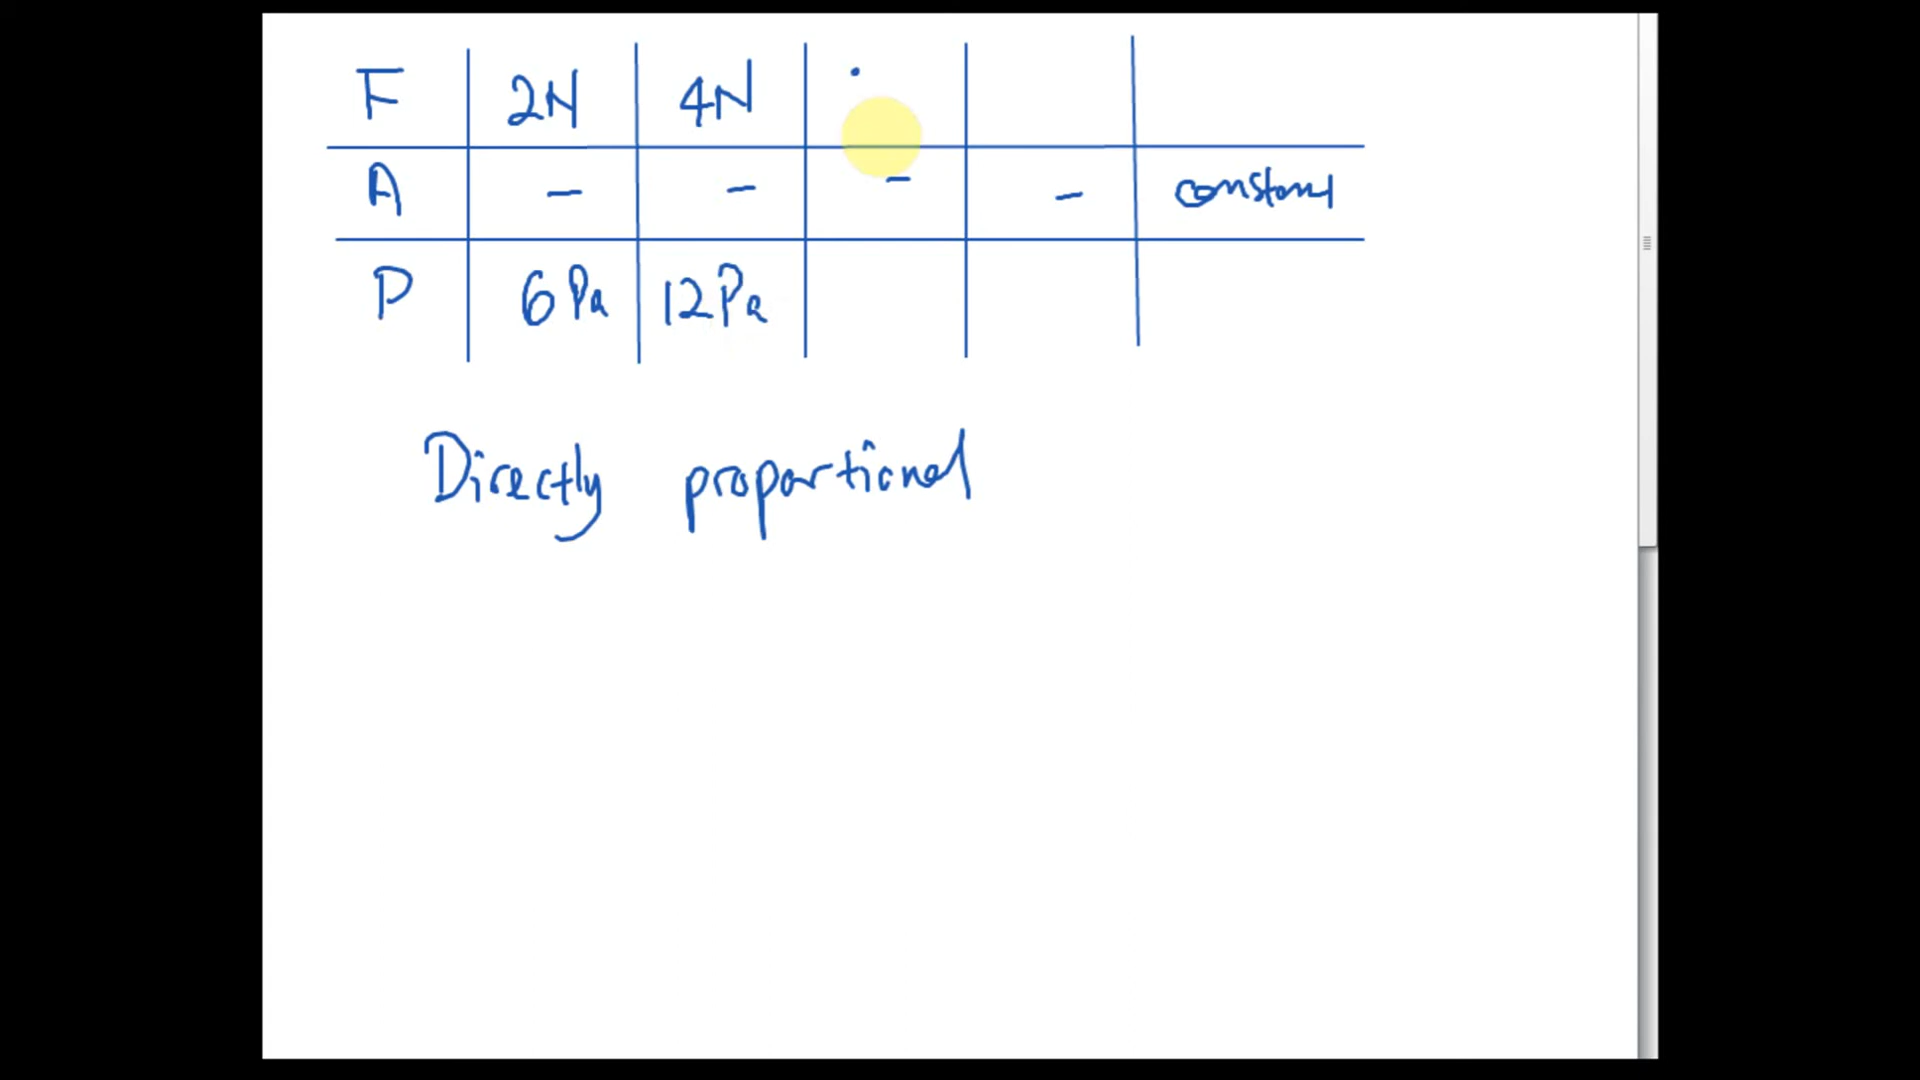 F 2N 4N
A - - - - constant
P 6Pa 12Pa
Directly proportional